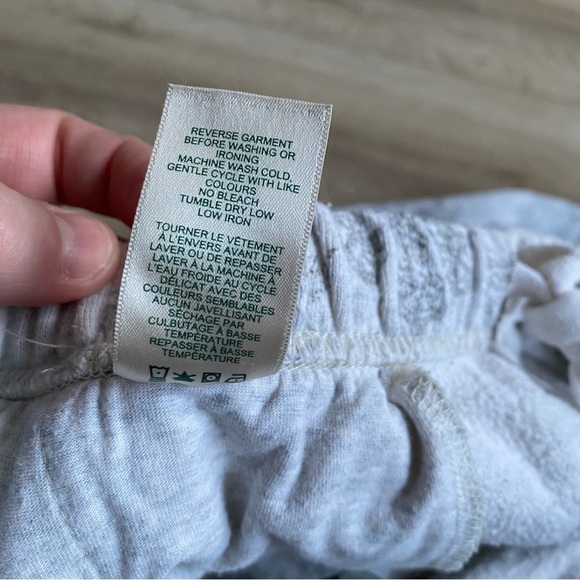 REVERSE GARMENT
BEFORE WASHING OR
IRONING
MACHINE WASH COLD,
GENTLE CYCLE WITH LIKE
COLOURS
NO BLEACH
TUMBLE DRY LOW
LOW IRON
TOURNER LE VÊTEMENT
À L'ENVERS AVANT DE
LAVER OU DE REPASSER
LAVER À LA MACHINE À
L'EAU FROIDE AU CYCLE
DÉLICAT AVEC DES
COULEURS SEMBLABLES
AUCUN JAVELLISANT
SÉCHAGE PAR
CULBUTAGE À BASSE
TEMPÉRATURE
REPASSER À BASSE
TEMPÉRATURE